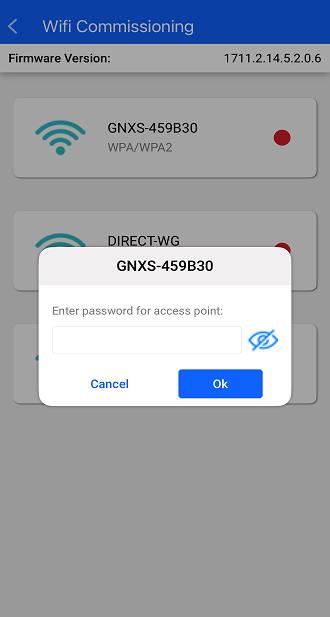 Wifi Commissioning
Firmware Version: 1711.2.14.5.2.0.6
GNXS-459B30
WPA/WPA2
DIRECT-WG
GNXS-459B30
Enter password for access point:
Cancel Ok